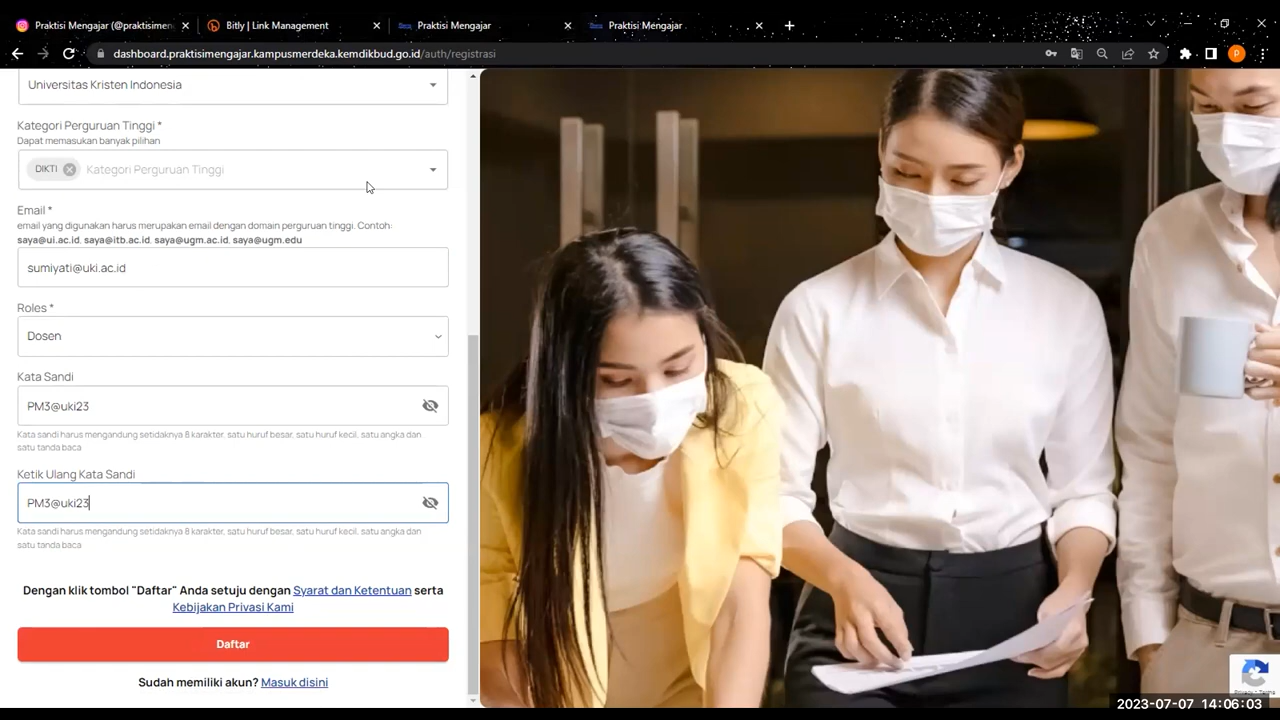 Praktisi Mengajar (@praktisimen
Bitly | Link Management
Praktisi Mengajar
Praktisi Mengajar
dashboard.praktisimengajar.kampusmerdeka.kemdikbud.go.id/auth/registrasi
P
Universitas Kristen Indonesia
Kategori Perguruan Tinggi *
Dapat memasukan banyak pilihan
DIKTI
Kategori Perguruan Tinggi
Email *
email yang digunakan harus merupakan email dengan domain perguruan tinggi. Contoh:
saya@ui.ac.id, saya@itb.ac.id, saya@ugm.ac.id, saya@ugm.edu
sumiyati@uki.ac.id
Roles *
Dosen
Kata Sandi
PM3@uki23
Kata sandi harus mengandung setidaknya 8 karakter, satu huruf besar, satu huruf kecil, satu angka dan
satu tanda baca
Ketik Ulang Kata Sandi
PM3@uki23
Kata sandi harus mengandung setidaknya 8 karakter, satu huruf besar, satu huruf kecil, satu angka dan
satu tanda baca
Dengan klik tombol "Daftar" Anda setuju dengan Syarat dan Ketentuan serta
Kebijakan Privasi Kami
Daftar
Sudah memiliki akun? Masuk disini
2023-07-07 14:06:03